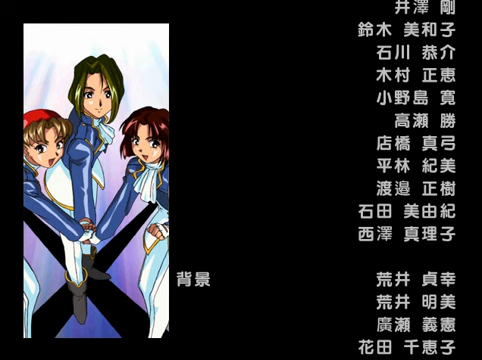 井澤 剛
鈴木 美和子
石川 恭介
木村 正恵
小野島 寛
高瀬 勝
店橋 真弓
平林 紀美
渡邉 正樹
石田 美由紀
西澤 真理子
背景 荒井 貞幸
荒井 明美
廣瀬 義憲
花田 千恵子